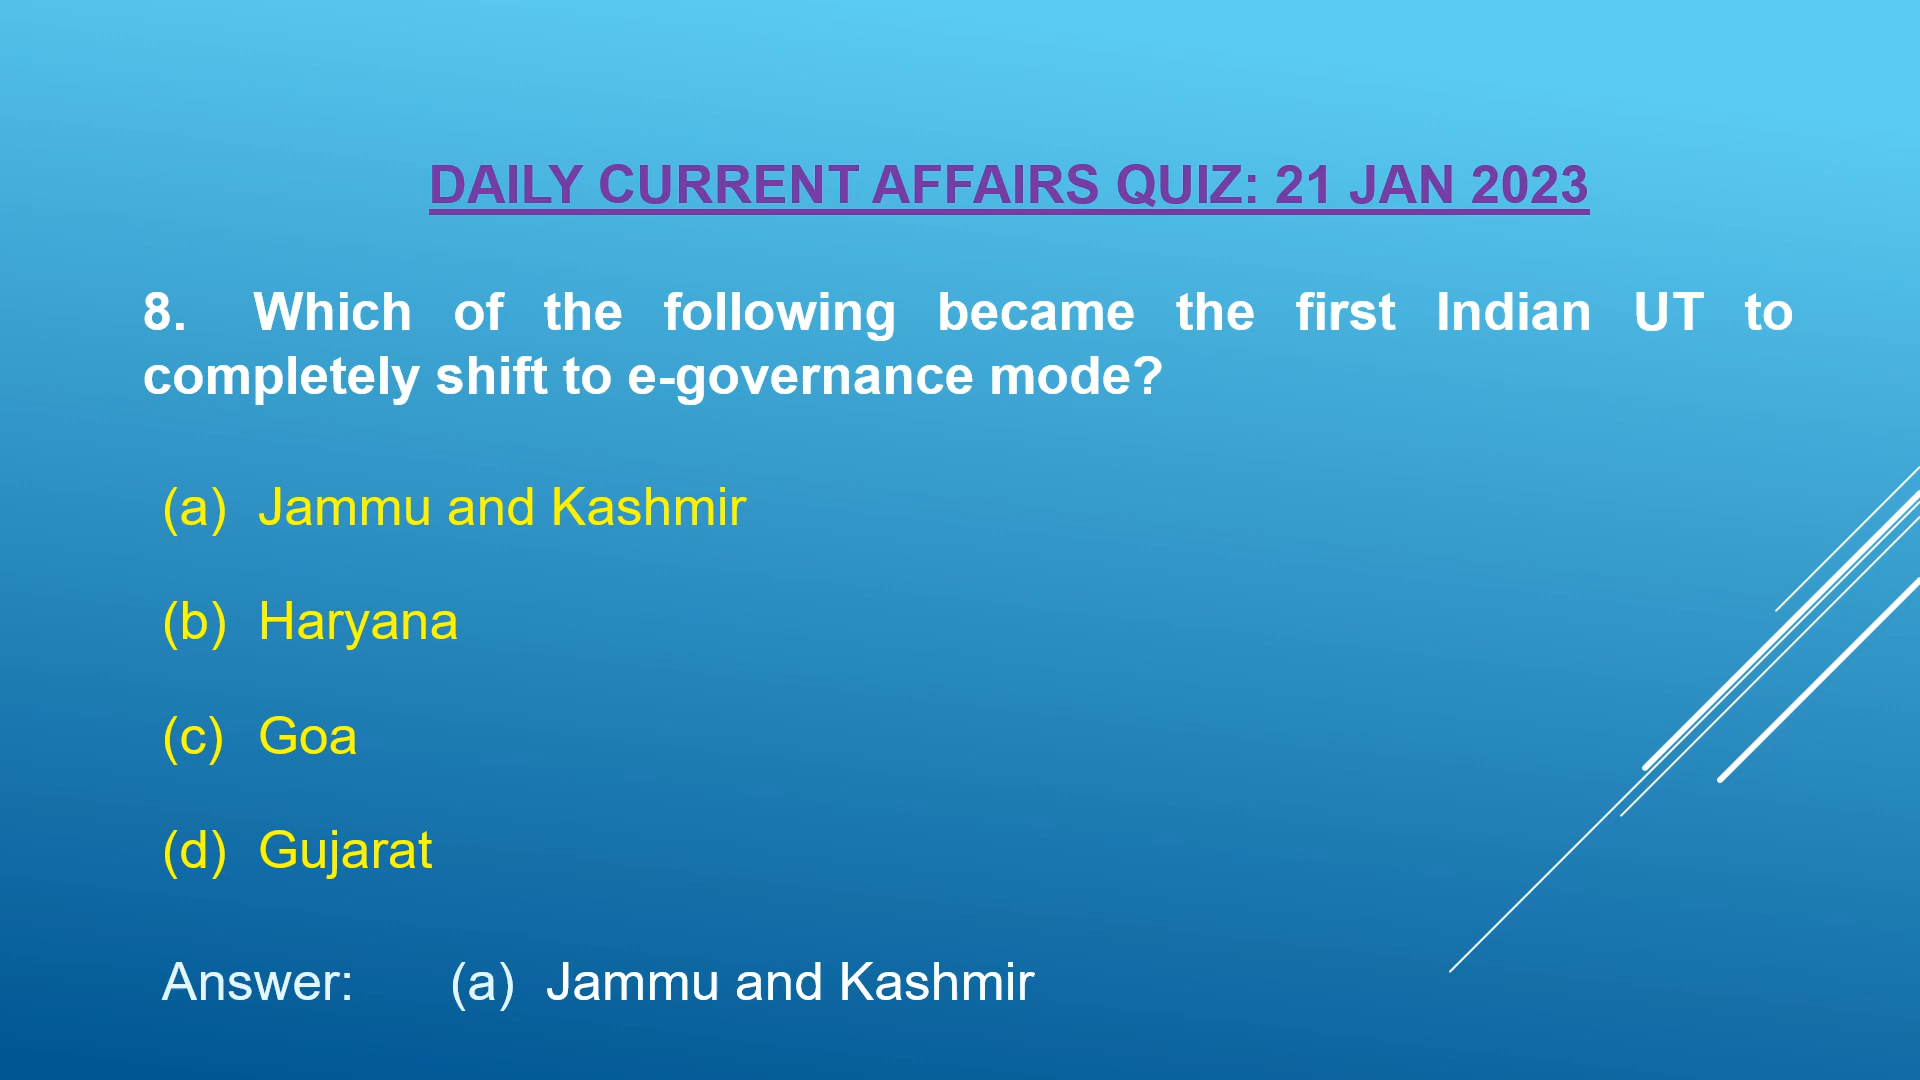 DAILY CURRENT AFFAIRS QUIZ: 21 JAN 2023
8. Which of the following became the first Indian UT to
completely shift to e-governance mode?
(a) Jammu and Kashmir
(b) Haryana
(c) Goa
(d) Gujarat
Answer: (a) Jammu and Kashmir